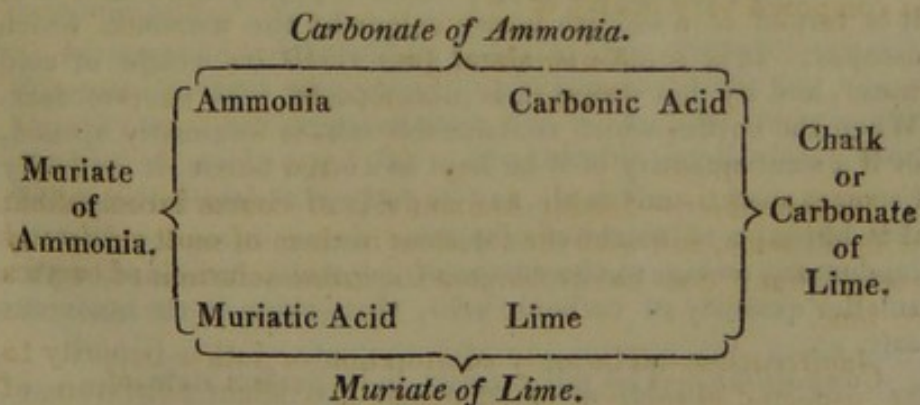 Carbonate of Ammonia.
Ammonia Carbonic Acid
Muriate
of
Ammonia.
Chalk
or
Carbonate
of
Lime.
Muriatic Acid Lime
Muriate of Lime.